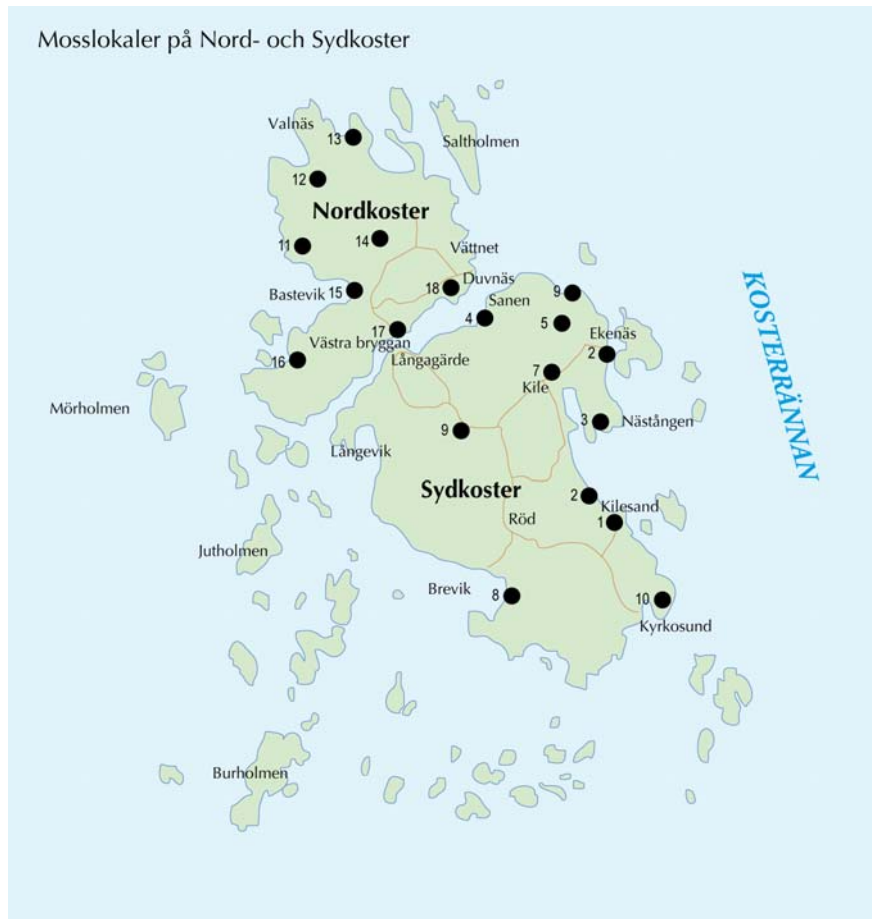 Mosslokaler på Nord- och Sydkoster
Valnäs
13
Saltholmen
12
Nordkoster
11
14
Vättnet
Bastevik
15
18
Duvnäs
9
Sanen
4
5
KOSTERRÄNNAN
17
Västra bryggan
Ekenäs
16
Långagärde
2
7
Kile
Mörholmen
9
3
Nästången
Långevik
Sydkoster
2
Kilesand
Röd
1
Jutholmen
Brevik
8
10
Kyrkosund
Burholmen